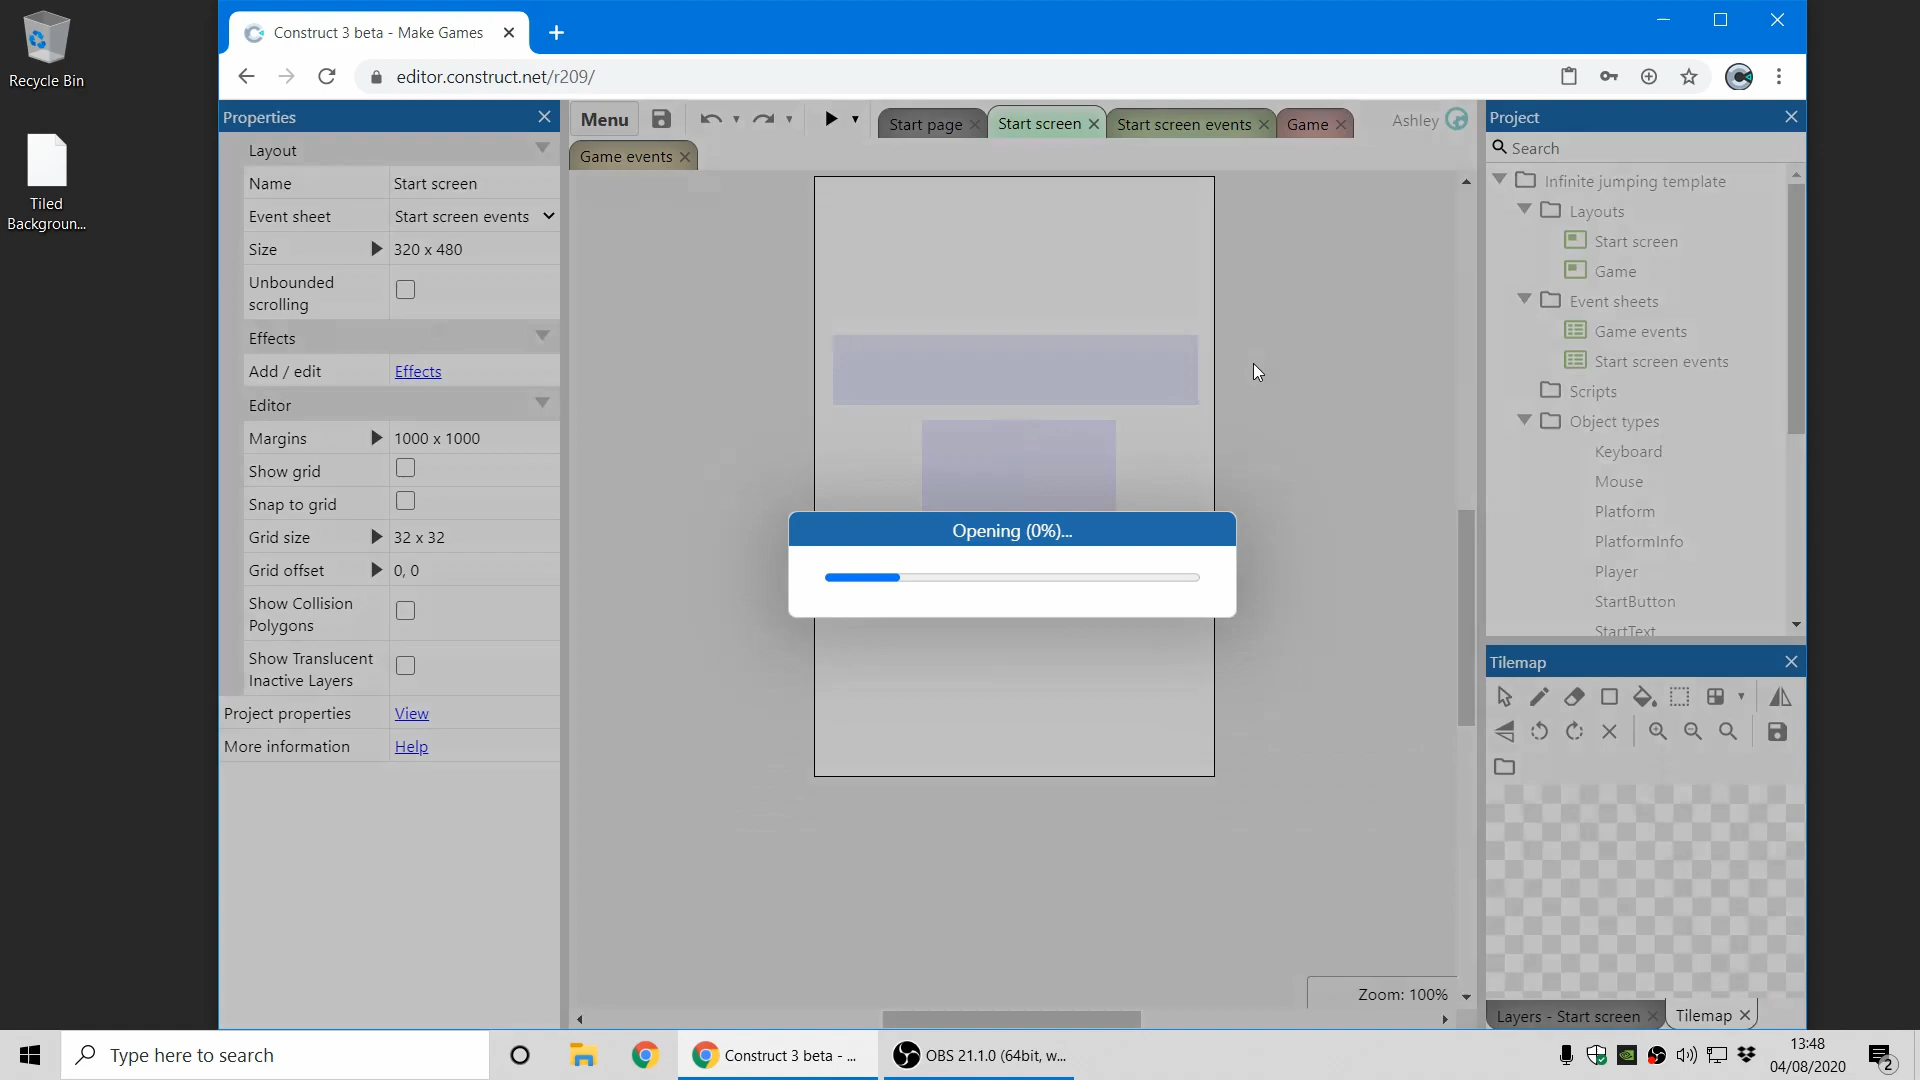 Recycle Bin
Tiled
Backgroun...
Construct 3 beta - Make Games
editor.construct.net/r209/
Properties
Layout
Name Start screen
Event sheet Start screen events
Size 320 x 480
Unbounded
scrolling
Effects
Add / edit Effects
Editor
Margins 1000 x 1000
Show grid
Snap to grid
Grid size 32 x 32
Grid offset 0, 0
Show Collision
Polygons
Show Translucent
Inactive Layers
Project properties View
More information Help
Menu
Start page
Start screen
Start screen events
Game
Ashley
Game events
Opening (0%)...
Zoom: 100%
Project
Search
Infinite jumping template
Layouts
Start screen
Game
Event sheets
Game events
Start screen events
Scripts
Object types
Keyboard
Mouse
Platform
PlatformInfo
Player
StartButton
StartText
Tilemap
Layers - Start screen
Tilemap
Type here to search
Construct 3 beta - ...
OBS 21.1.0 (64bit, w...
13:48
04/08/2020
2